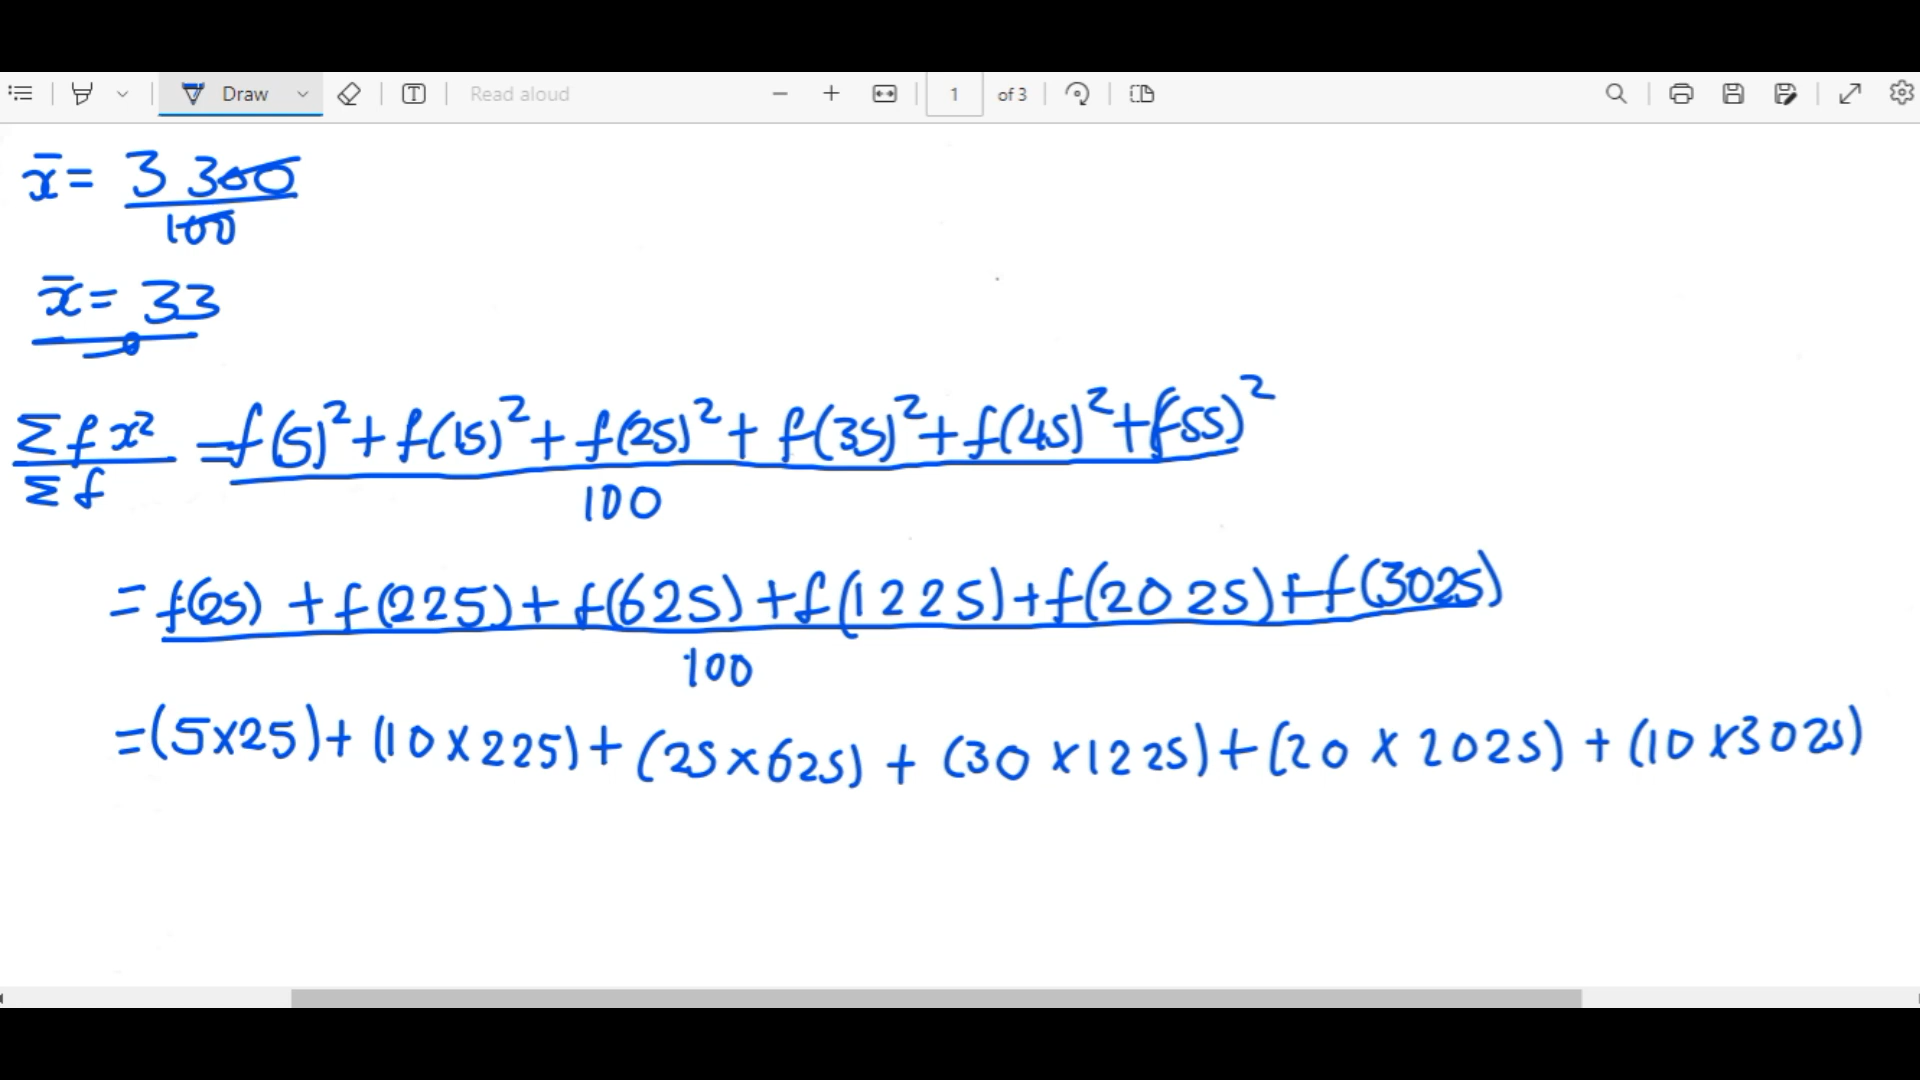 Draw Read aloud 1 of 3
x̄ = 3 300
100
x̄ = 33
Σ f x² = f(5)² + f(15)² + f(25)² + f(35)² + f(45)² + f(55)²
Σ f 100
= f(25) + f(225) + f(625) + f(1225) + f(2025) + f(3025)
100
= (5×25) + (10 × 225) + (25 × 625) + (30 × 1225) + (20 × 2025) + (10 × 3025)